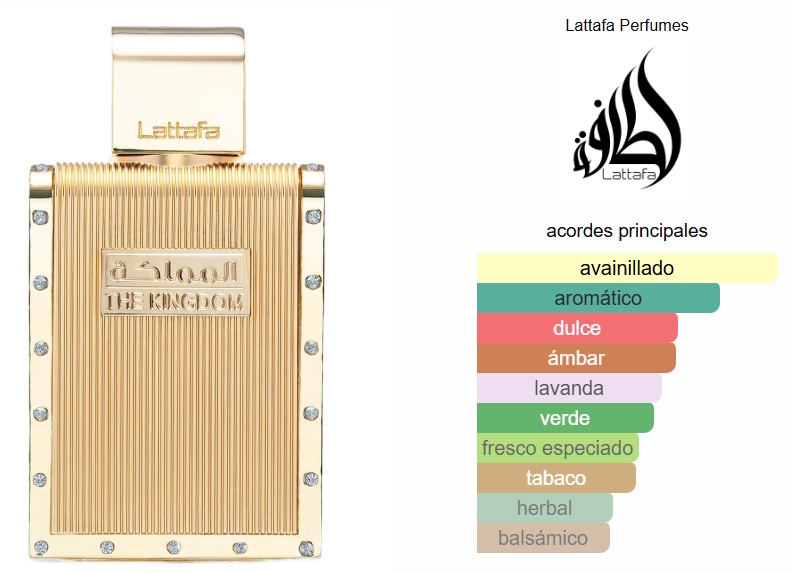 Lattafa
المملكة
THE KINGDOM
Lattafa Perfumes
لطافة
Lattafa
acordes principales
avainillado
aromático
dulce
ámbar
lavanda
verde
fresco especiado
tabaco
herbal
balsámico